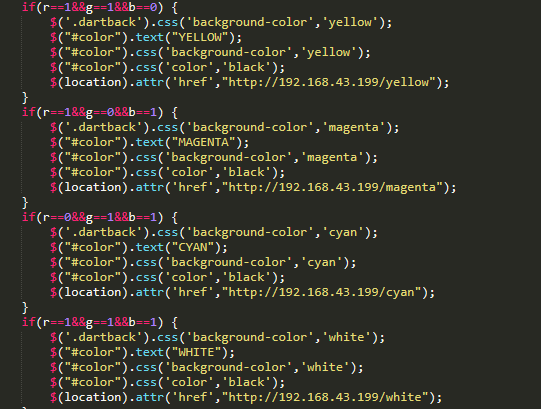 if(r==1&&g==1&&b==0) {
$('.dartback').css('background-color','yellow');
$("#color").text("YELLOW");
$("#color").css('background-color','yellow');
$("#color").css('color','black');
$(location).attr('href',"http://192.168.43.199/yellow");
}
if(r==1&&g==0&&b==1) {
$('.dartback').css('background-color','magenta');
$("#color").text("MAGENTA");
$("#color").css('background-color','magenta');
$("#color").css('color','black');
$(location).attr('href',"http://192.168.43.199/magenta");
}
if(r==0&&g==1&&b==1) {
$('.dartback').css('background-color','cyan');
$("#color").text("CYAN");
$("#color").css('background-color','cyan');
$("#color").css('color','black');
$(location).attr('href',"http://192.168.43.199/cyan");
}
if(r==1&&g==1&&b==1) {
$('.dartback').css('background-color','white');
$("#color").text("WHITE");
$("#color").css('background-color','white');
$("#color").css('color','black');
$(location).attr('href',"http://192.168.43.199/white");